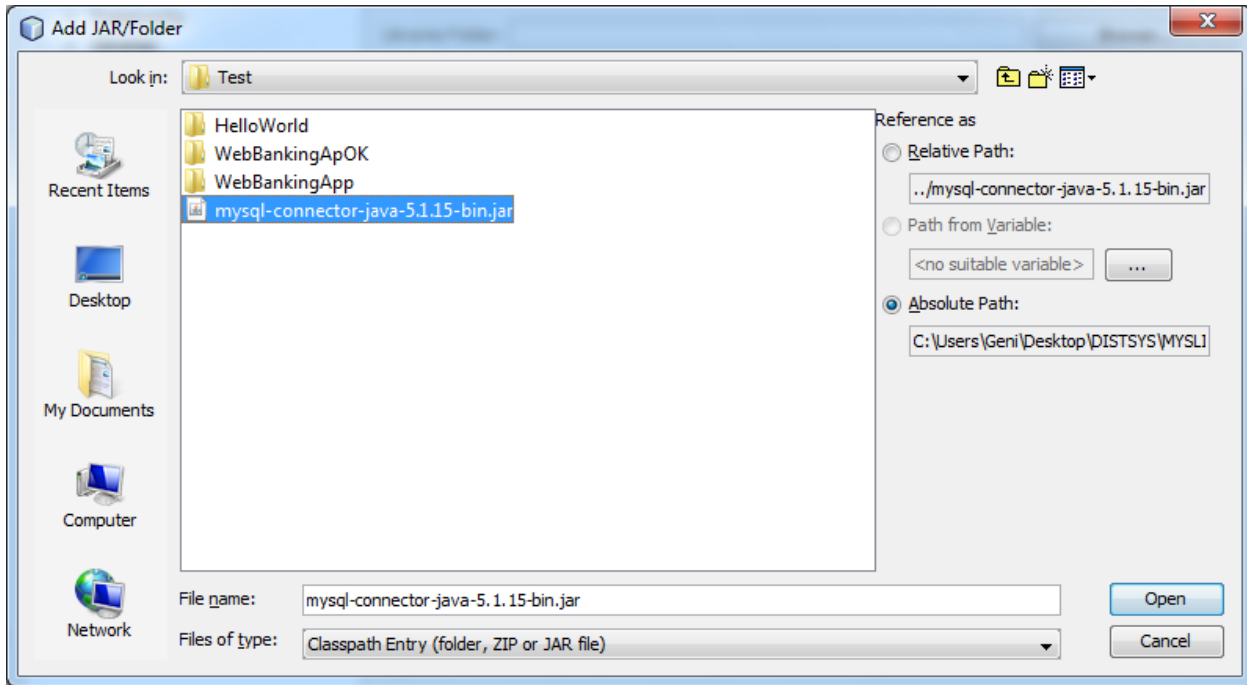 Add JAR/Folder
Look in:
Test
Recent Items
Desktop
My Documents
Computer
Network
HelloWorld
WebBankingApOK
WebBankingApp
mysql-connector-java-5.1.15-bin.jar
Reference as
Relative Path:
../mysql-connector-java-5.1.15-bin.jar
Path from Variable:
<no suitable variable>
...
Absolute Path:
C:\Users\Geni\Desktop\DISTSYS\MYSLI
File name:
mysql-connector-java-5.1.15-bin.jar
Open
Files of type:
Classpath Entry (folder, ZIP or JAR file)
Cancel